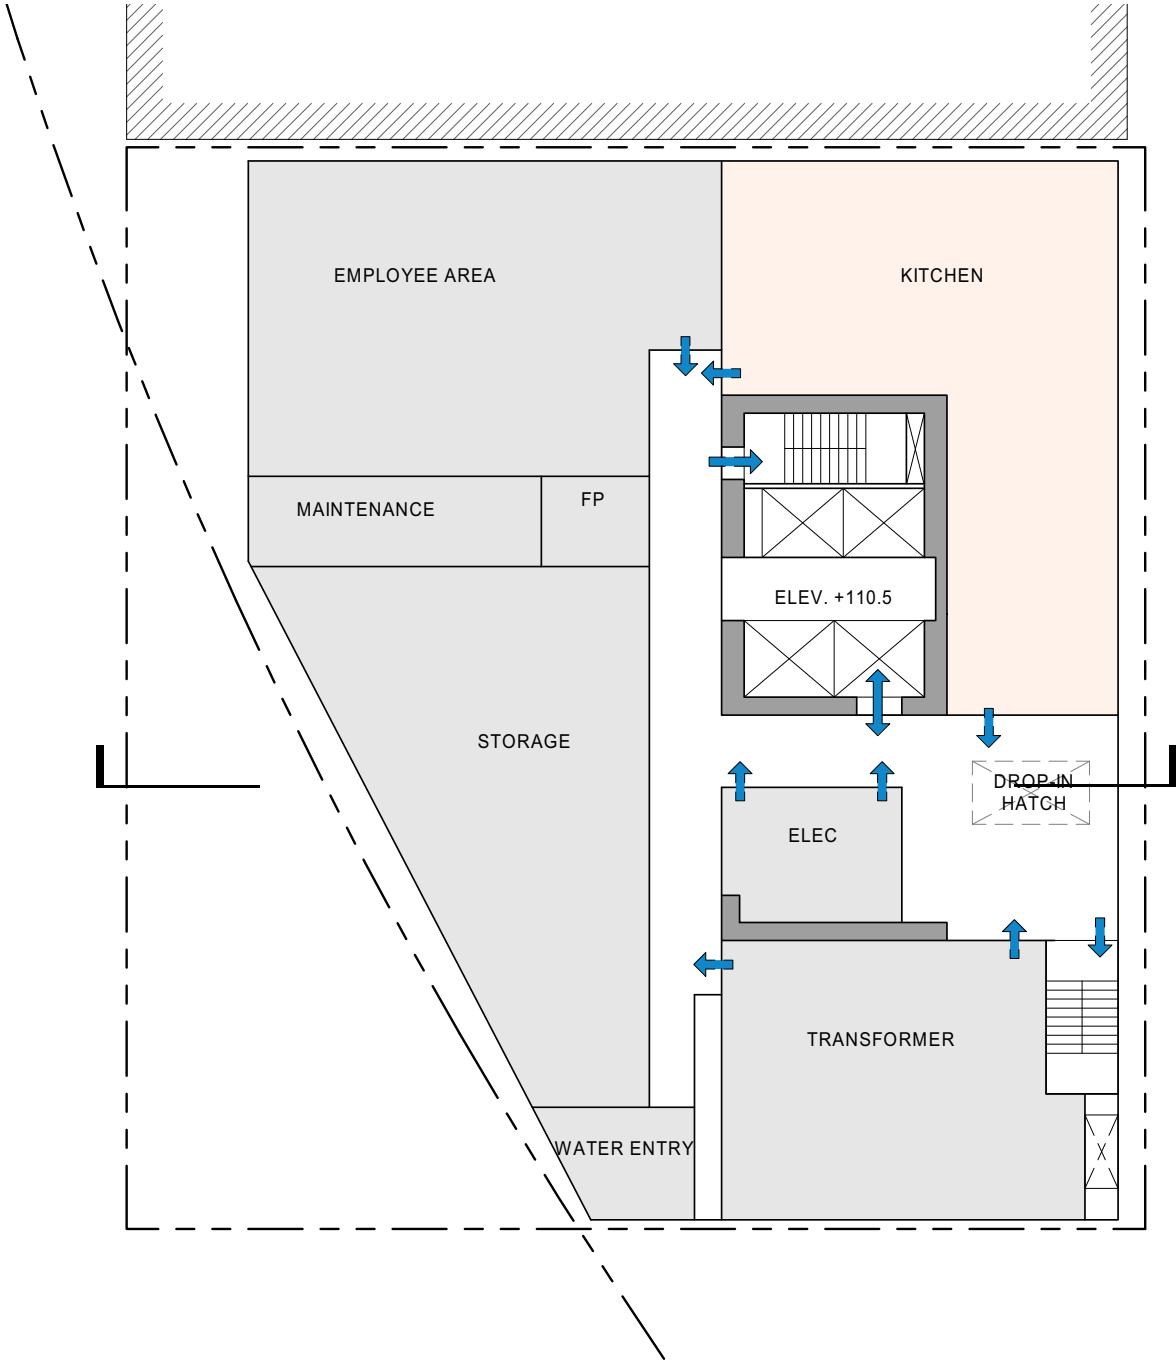 EMPLOYEE AREA
KITCHEN
MAINTENANCE
FP
ELEV. +110.5
STORAGE
DROP-IN
HATCH
ELEC
TRANSFORMER
WATER ENTRY